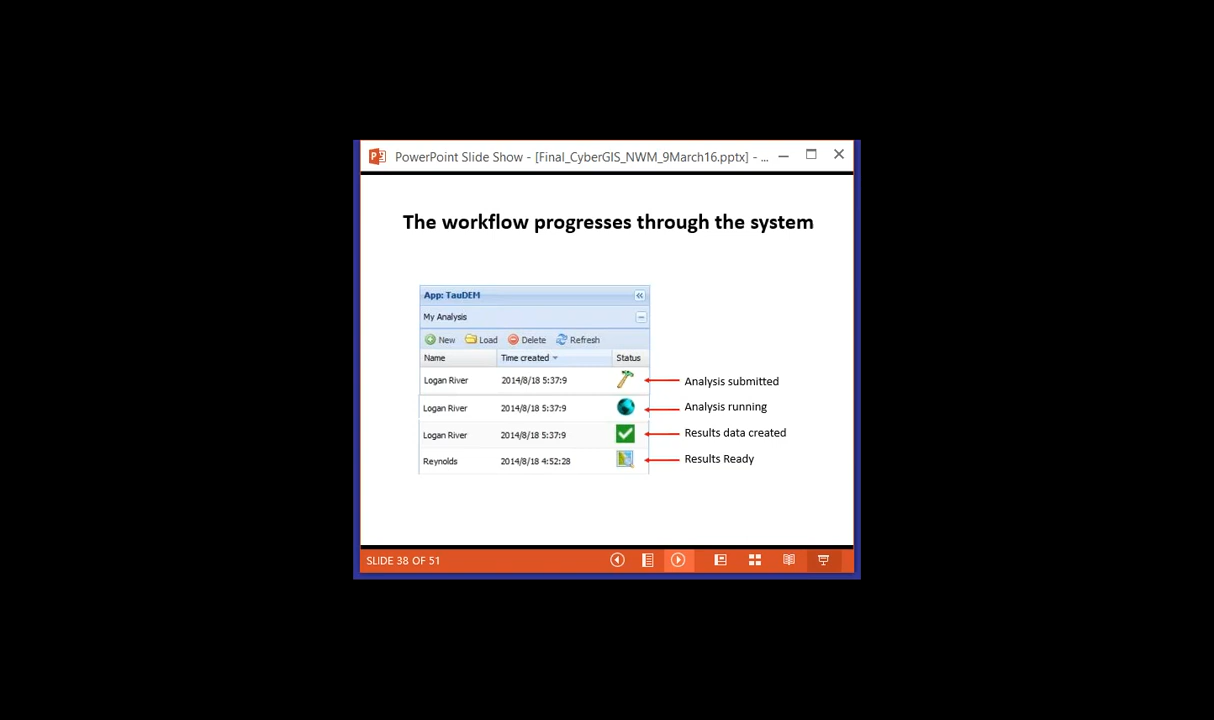 PowerPoint Slide Show - [Final_CyberGIS_NWM_9March16.pptx] - ...
The workflow progresses through the system
App: TauDEM
My Analysis
New Load Delete Refresh
Name Time created Status
Logan River 2014/8/18 5:37:9 Analysis submitted
Logan River 2014/8/18 5:37:9 Analysis running
Logan River 2014/8/18 5:37:9 Results data created
Reynolds 2014/8/18 4:52:28 Results Ready
SLIDE 38 OF 51